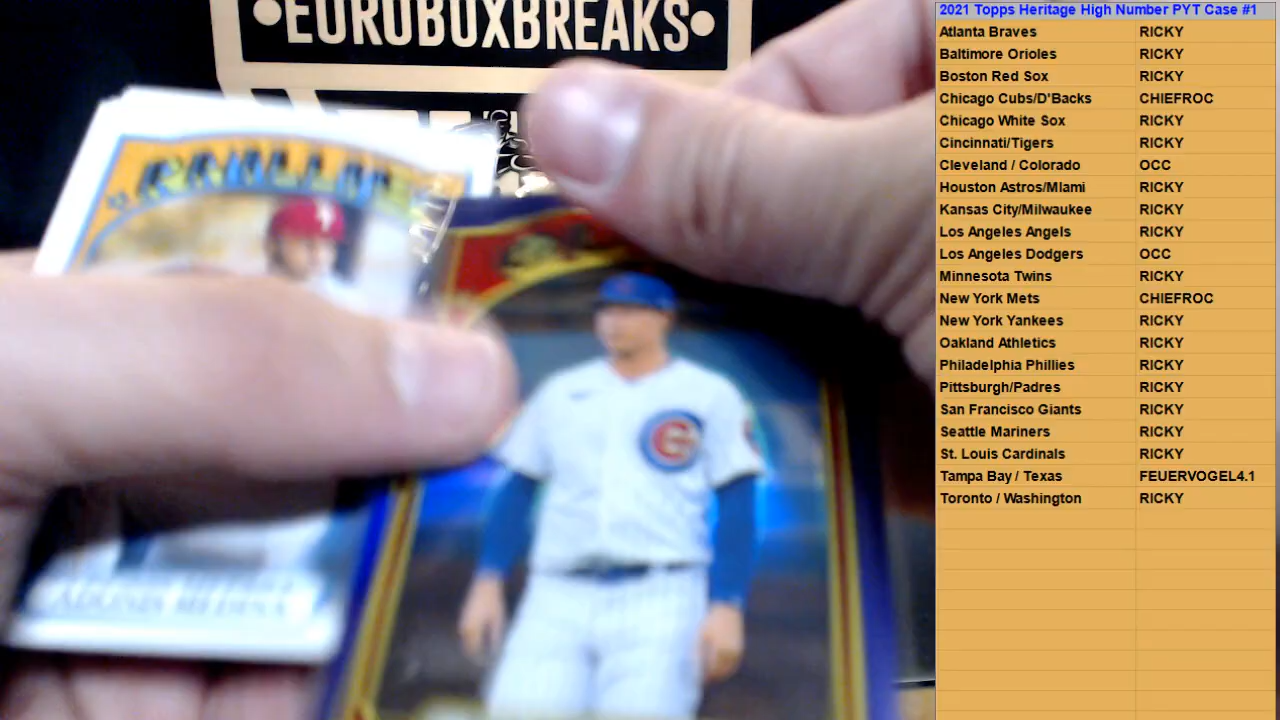 •EUROBOXBREAKS•
PHILLIES
ADONIS MEDINA
C
2021 Topps Heritage High Number PYT Case #1
Atlanta Braves RICKY
Baltimore Orioles RICKY
Boston Red Sox RICKY
Chicago Cubs/D'Backs CHIEFROC
Chicago White Sox RICKY
Cincinnati/Tigers RICKY
Cleveland / Colorado OCC
Houston Astros/MIami RICKY
Kansas City/Milwaukee RICKY
Los Angeles Angels RICKY
Los Angeles Dodgers OCC
Minnesota Twins RICKY
New York Mets CHIEFROC
New York Yankees RICKY
Oakland Athletics RICKY
Philadelphia Phillies RICKY
Pittsburgh/Padres RICKY
San Francisco Giants RICKY
Seattle Mariners RICKY
St. Louis Cardinals RICKY
Tampa Bay / Texas FEUERVOGEL4.1
Toronto / Washington RICKY